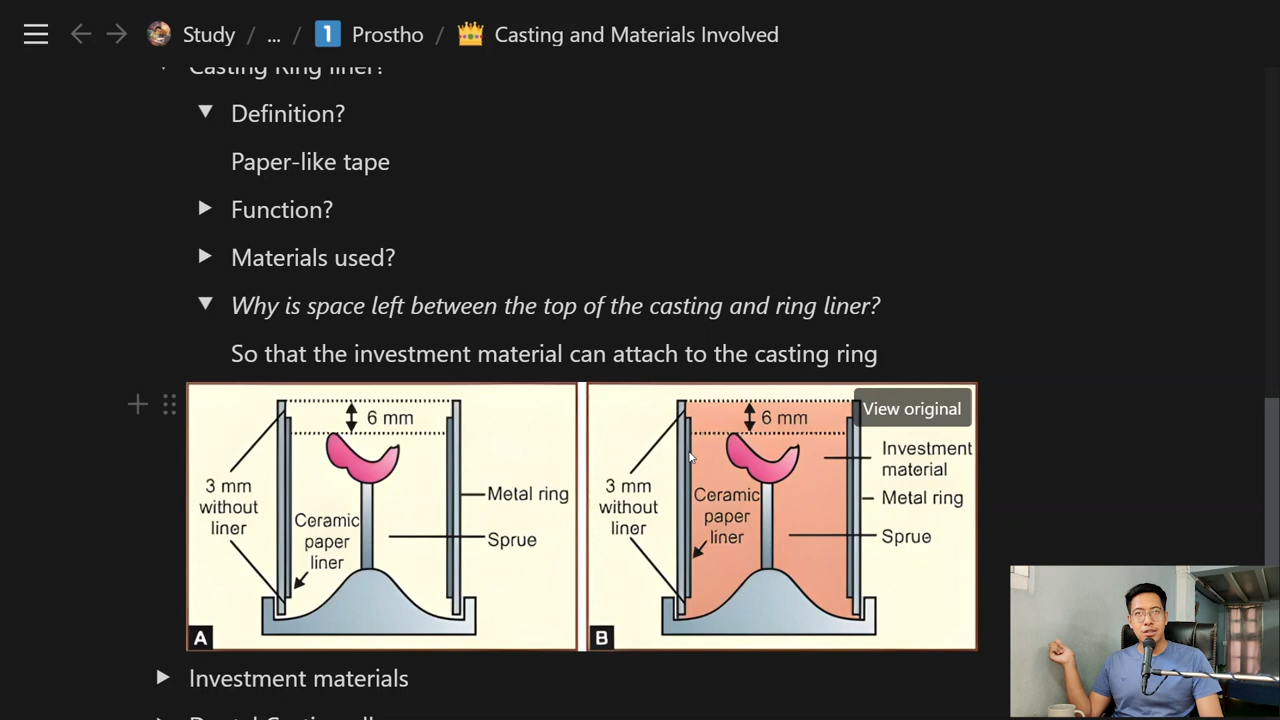 Study / ... / 1 Prostho / Casting and Materials Involved
Casting Ring liner?
Definition?
Paper-like tape
Function?
Materials used?
Why is space left between the top of the casting and ring liner?
So that the investment material can attach to the casting ring
View original
6 mm
3 mm
without
liner
Ceramic
paper
liner
Metal ring
Sprue
A
6 mm
3 mm
without
liner
Ceramic
paper
liner
Investment
material
Metal ring
Sprue
B
Investment materials